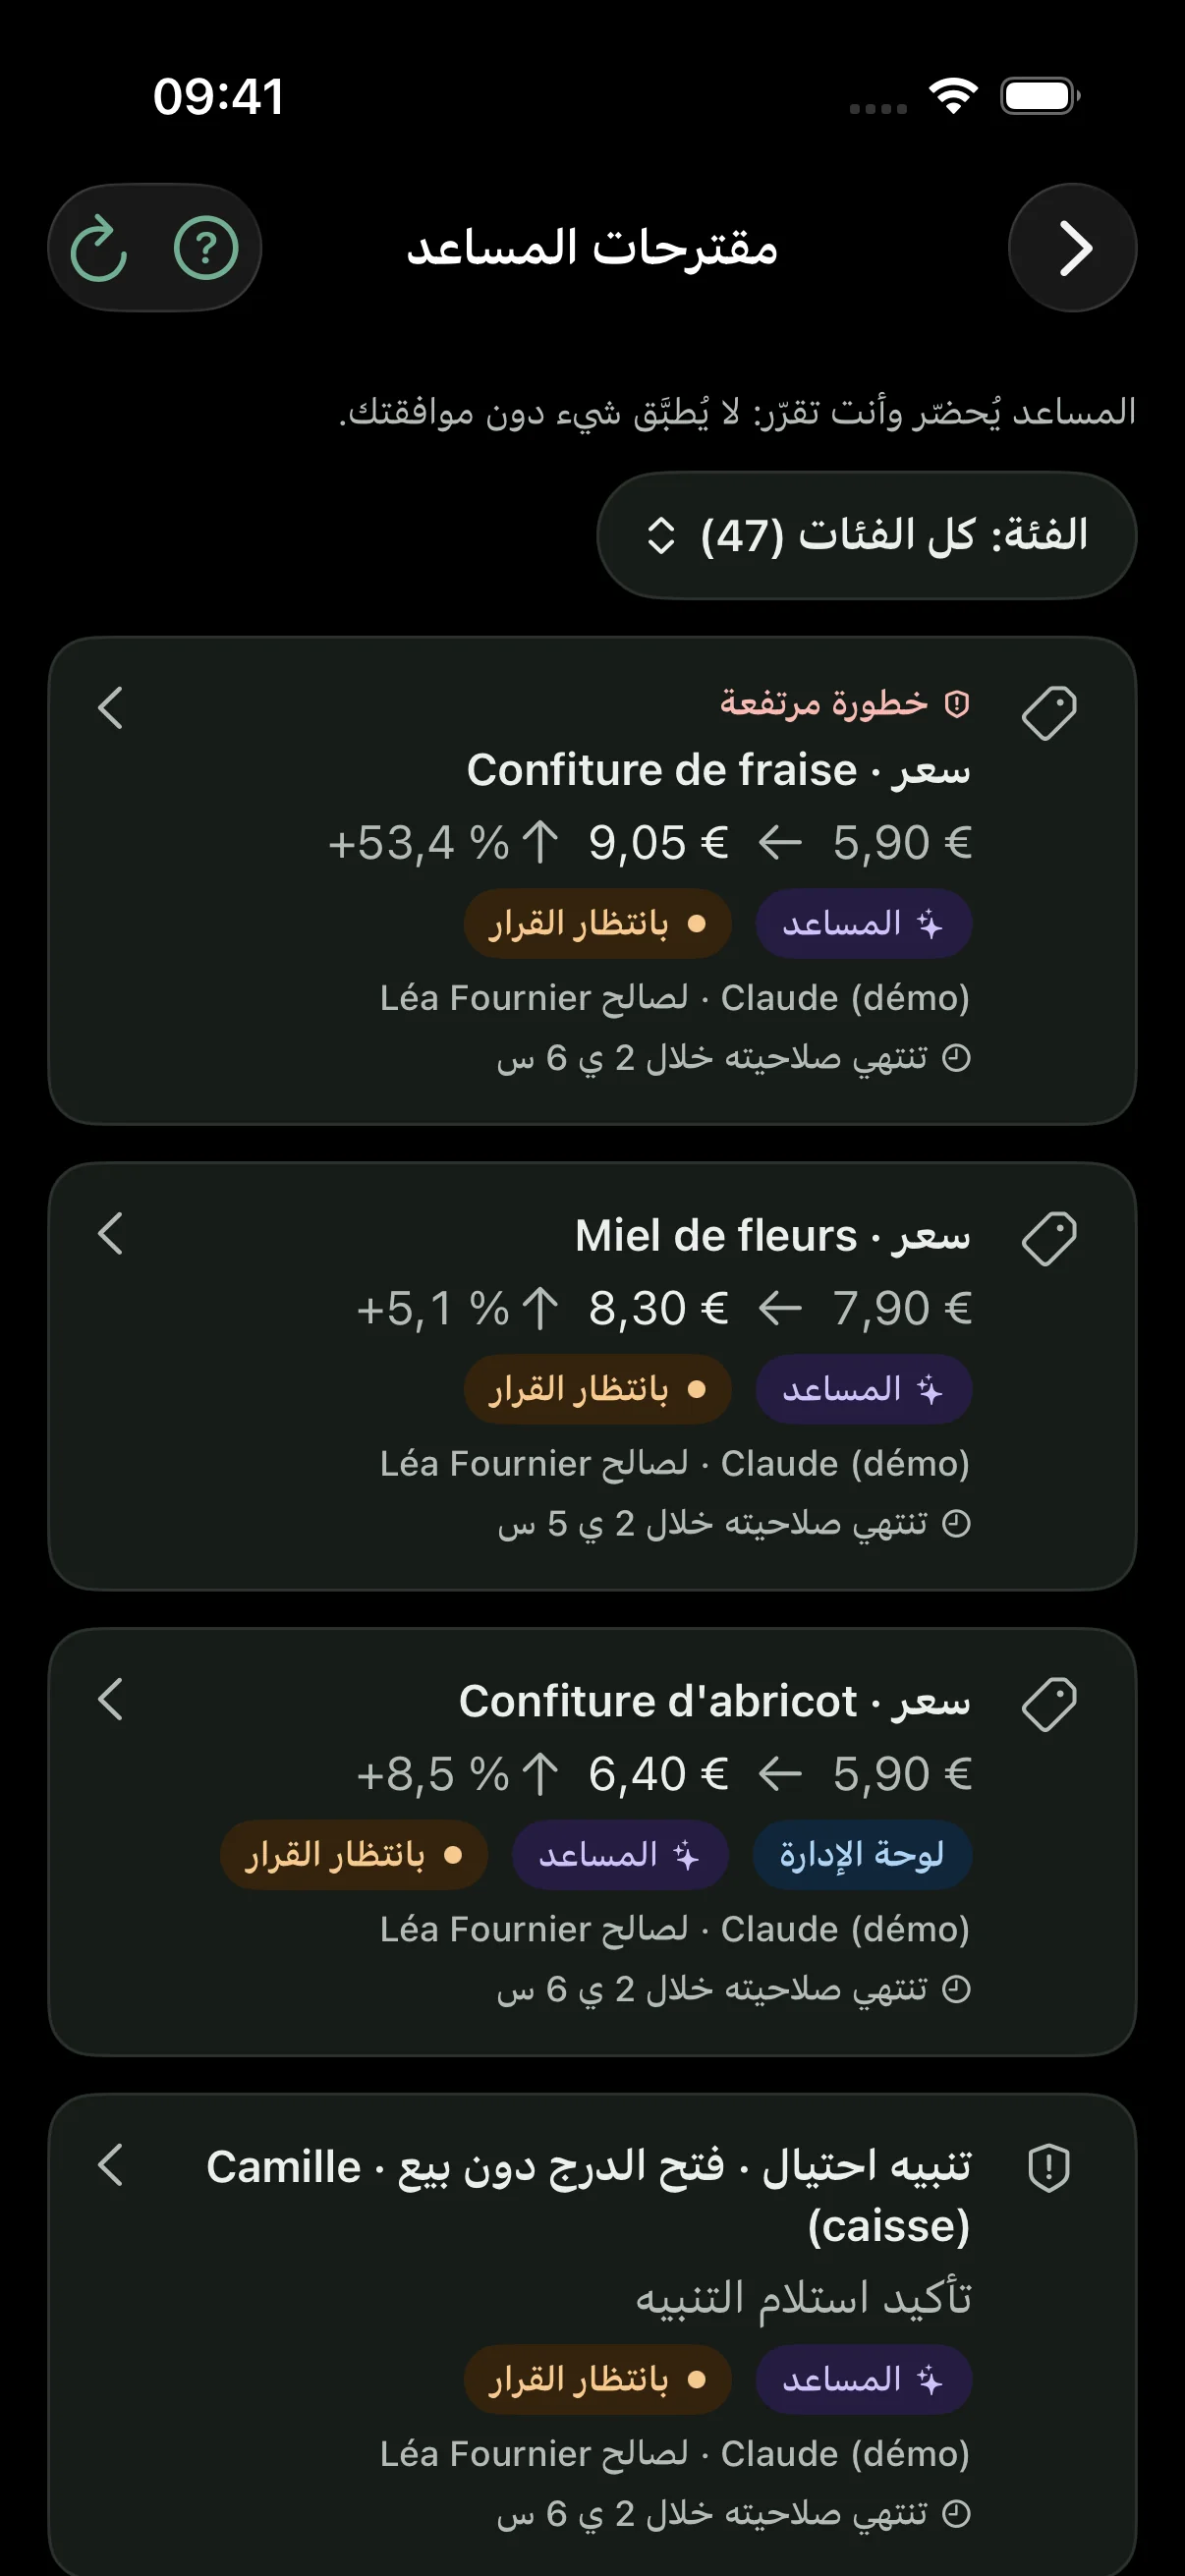 09:41
مقترحات المساعد
المساعد يُحضّر وأنت تقرّر: لا يُطبَّق شيء دون موافقتك.
الفئة: كل الفئات (47)
خطورة مرتفعة
سعر · Confiture de fraise
5,90 € ← 9,05 € ↑ +53,4 %
المساعد
بانتظار القرار
Claude (démo) · لصالح Léa Fournier
تنتهي صلاحيته خلال 2 ي 6 س
سعر · Miel de fleurs
7,90 € ← 8,30 € ↑ +5,1 %
المساعد
بانتظار القرار
Claude (démo) · لصالح Léa Fournier
تنتهي صلاحيته خلال 2 ي 5 س
سعر · Confiture d'abricot
5,90 € ← 6,40 € ↑ +8,5 %
لوحة الإدارة
المساعد
بانتظار القرار
Claude (démo) · لصالح Léa Fournier
تنتهي صلاحيته خلال 2 ي 6 س
تنبيه احتيال · فتح الدرج دون بيع · Camille
(caisse)
تأكيد استلام التنبيه
المساعد
بانتظار القرار
Claude (démo) · لصالح Léa Fournier
تنتهي صلاحيته خلال 2 ي 6 س